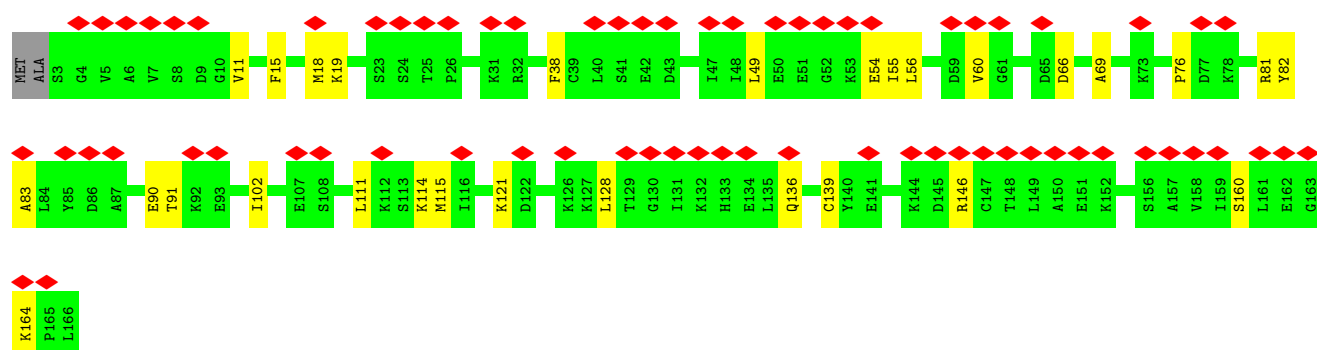 MET ALA S3 G4 V5 A6 V7 S8 D9 G10 V11 F15 M18 K19 S23 S24 T25 P26 K31 R32 F38 C39 L40 S41 E42 D43 I47 I48 L49 E50 E51 G52 K53 E54 I55 L56 D59 V60 G61 D65 D66 A69 K73 P76 D77 K78 R81 Y82
A83 L84 Y85 D86 A87 E90 T91 K92 E93 I102 E107 S108 L111 K112 S113 K114 M115 I116 K121 D122 K126 K127 L128 T129 G130 I131 K132 H133 E134 L135 Q136 C139 Y140 E141 K144 D145 R146 C147 T148 L149 A150 E151 K152 S156 A157 V158 I159 S160 L161 E162 G163
K164 P165 L166